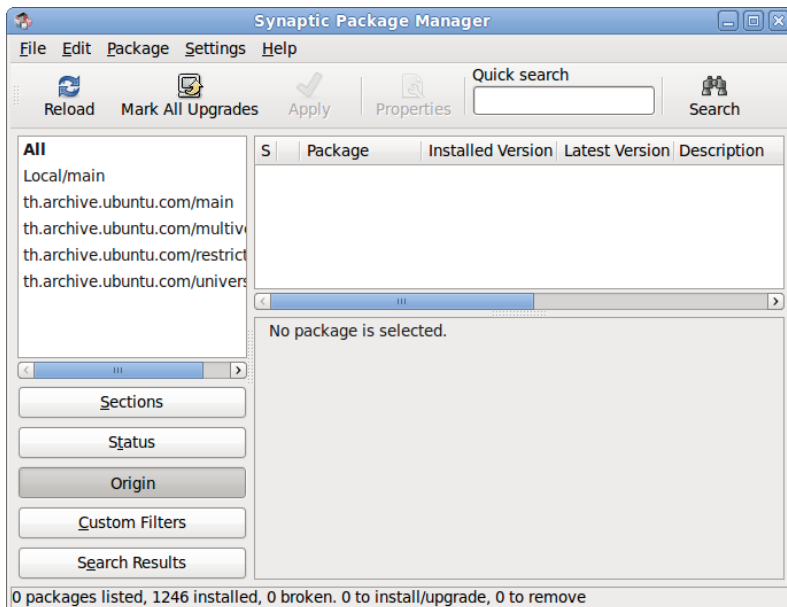 Synaptic Package Manager
File Edit Package Settings Help
Quick search
Reload Mark All Upgrades Apply Properties Search
All
Local/main
th.archive.ubuntu.com/main
th.archive.ubuntu.com/multiv
th.archive.ubuntu.com/restrict
th.archive.ubuntu.com/univers
S Package Installed Version Latest Version Description
No package is selected.
Sections
Status
Origin
Custom Filters
Search Results
0 packages listed, 1246 installed, 0 broken. 0 to install/upgrade, 0 to remove